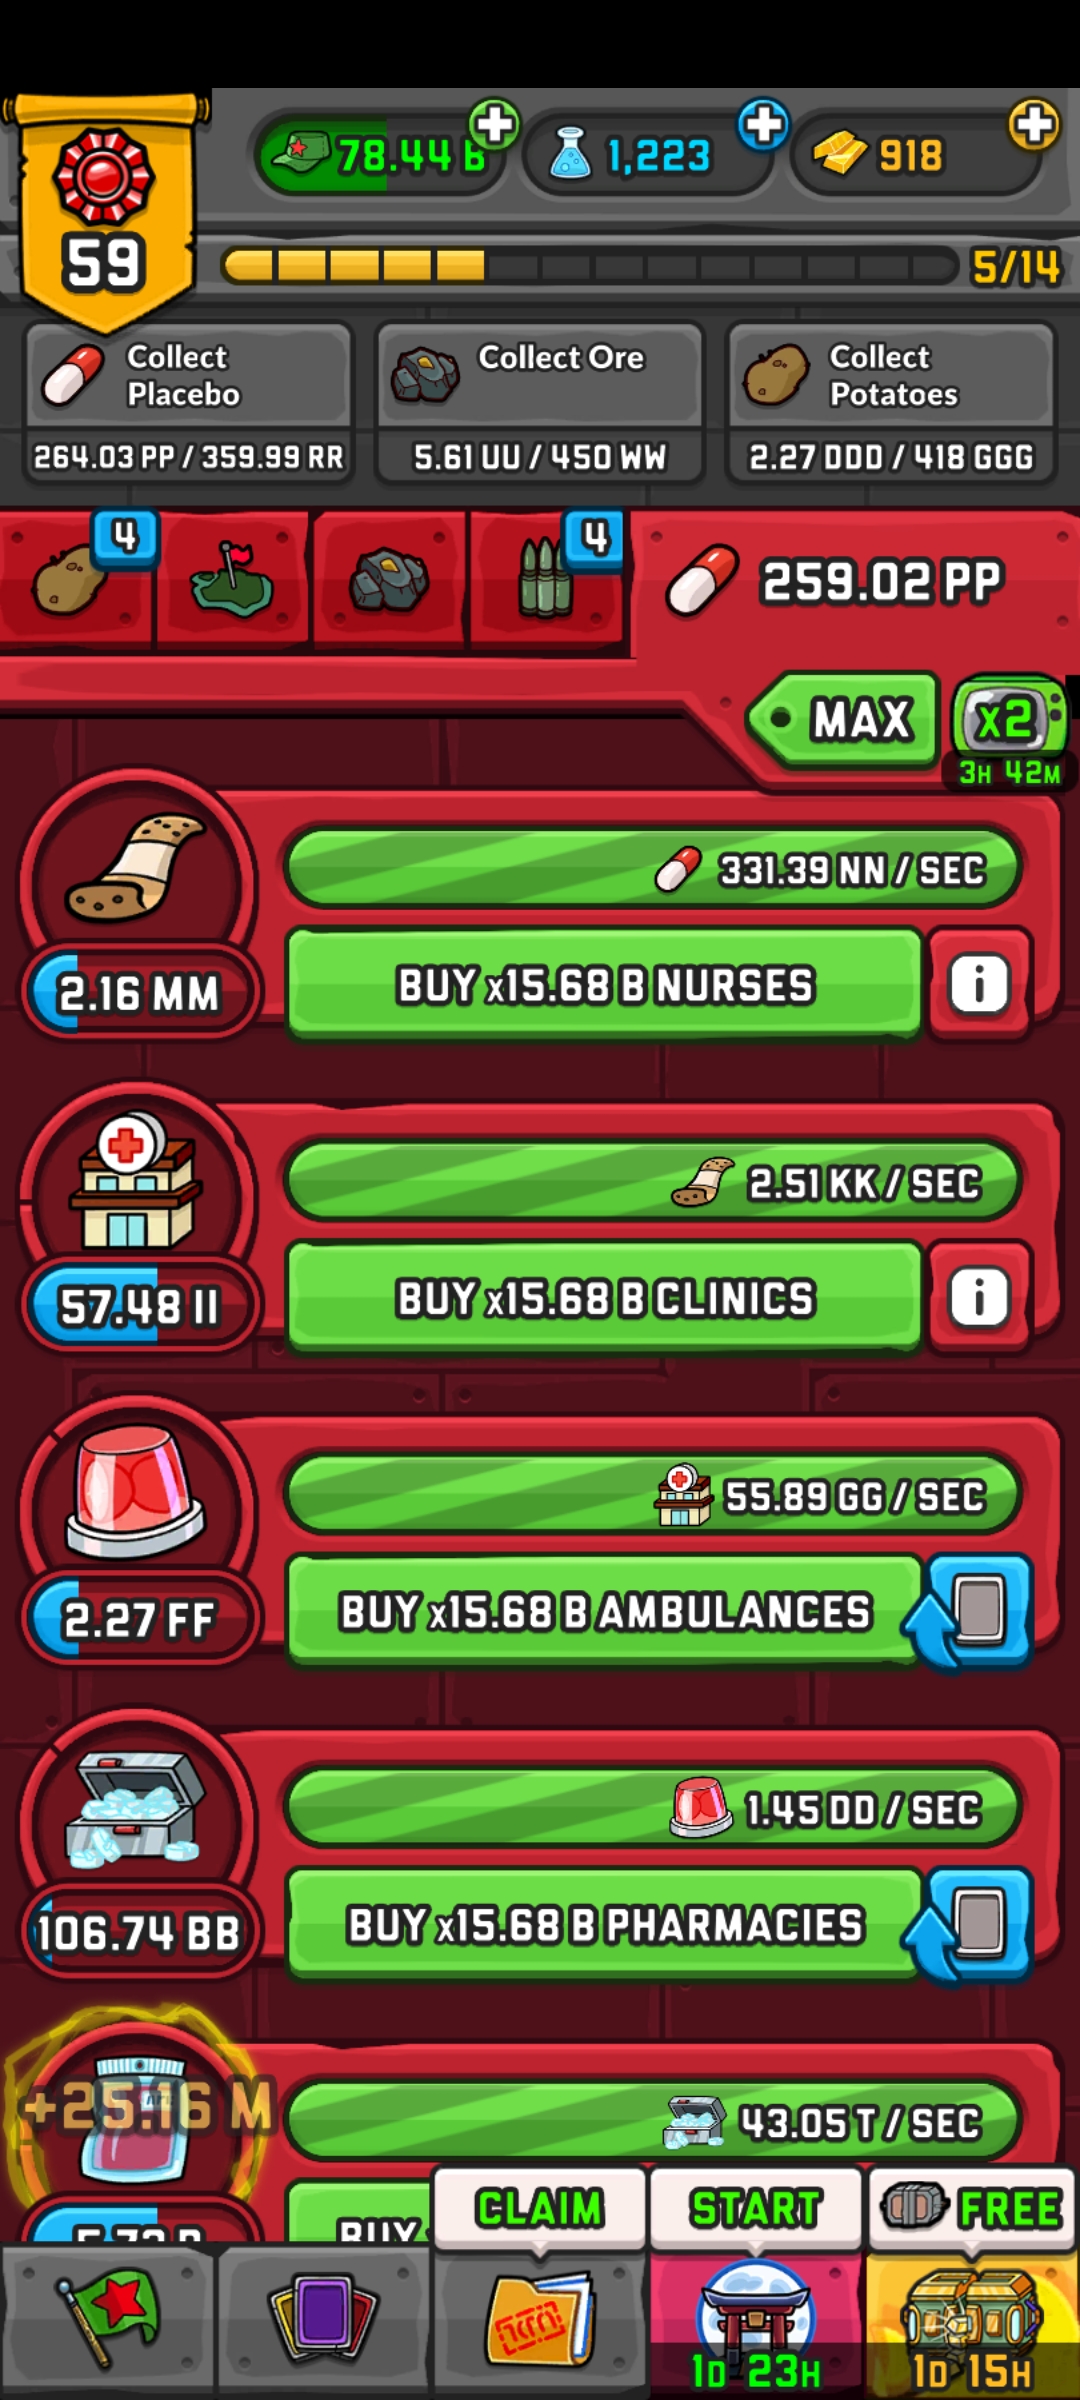 78.44 B
1,223
918
59
5/14
Collect
Placebo
264.03 PP / 359.99 RR
Collect Ore
5.61 UU / 450 WW
Collect
Potatoes
2.27 DDD / 418 GGG
4
4
259.02 PP
MAX
x2
3H 42M
331.39 NN / SEC
2.16 MM
BUY x15.68 B NURSES
i
2.51 KK / SEC
57.48 II
BUY x15.68 B CLINICS
i
55.89 GG / SEC
2.27 FF
BUY x15.68 B AMBULANCES
1.45 DD / SEC
106.74 BB
BUY x15.68 B PHARMACIES
+25.16 M
43.05 T / SEC
BUY
CLAIM
START
FREE
1D 23H
1D 15H